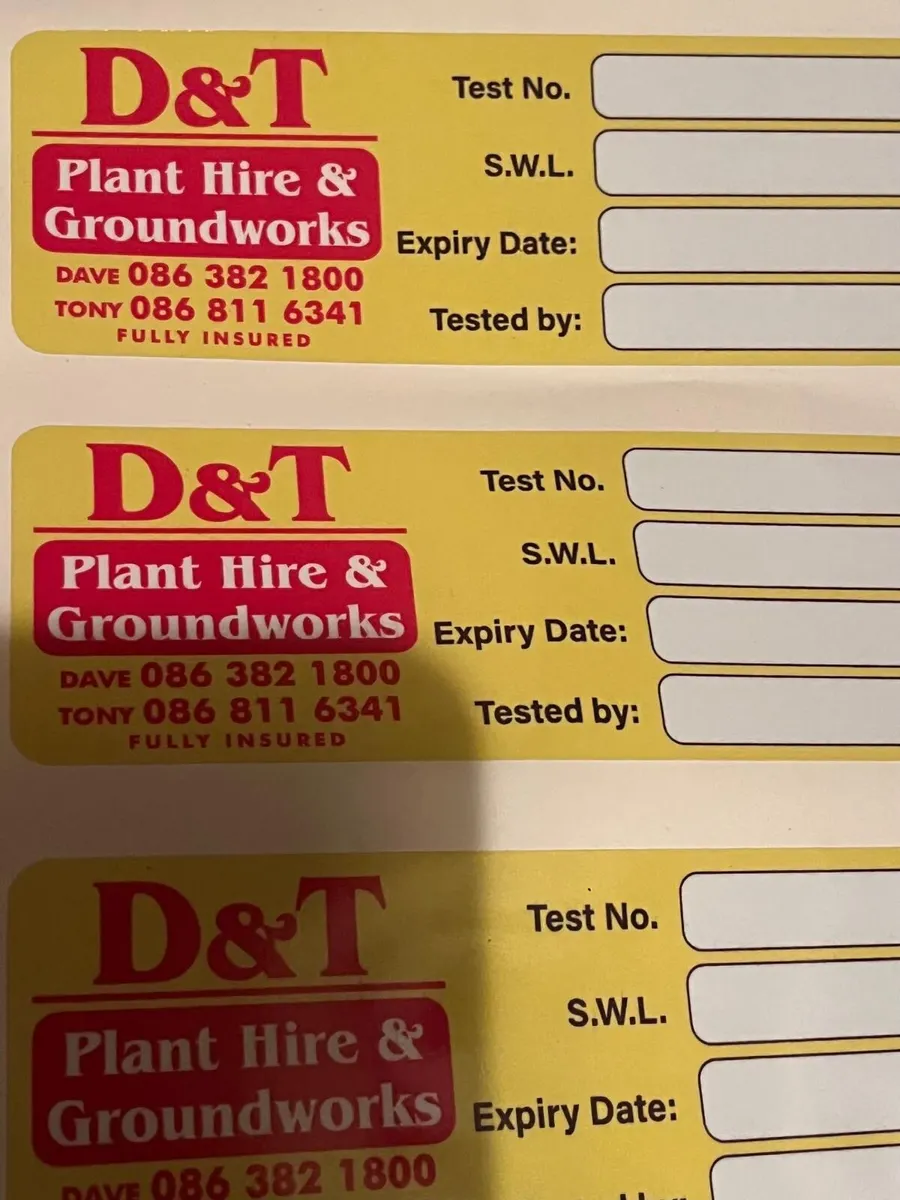 D&T
Plant Hire &
Groundworks
DAVE 086 382 1800
TONY 086 811 6341
FULLY INSURED
Test No.
S.W.L.
Expiry Date:
Tested by:
D&T
Plant Hire &
Groundworks
DAVE 086 382 1800
TONY 086 811 6341
FULLY INSURED
Test No.
S.W.L.
Expiry Date:
Tested by:
D&T
Plant Hire &
Groundworks
DAVE 086 382 1800
Test No.
S.W.L.
Expiry Date: